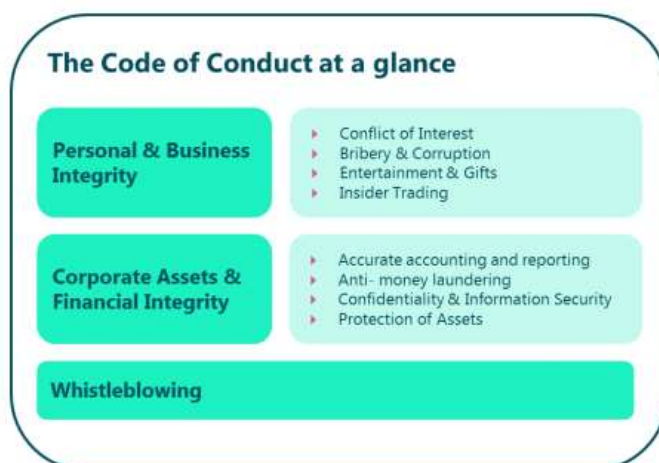 The Code of Conduct at a glance
Personal & Business
Integrity
Conflict of Interest
Bribery & Corruption
Entertainment & Gifts
Insider Trading
Corporate Assets &
Financial Integrity
Accurate accounting and reporting
Anti- money laundering
Confidentiality & Information Security
Protection of Assets
Whistleblowing